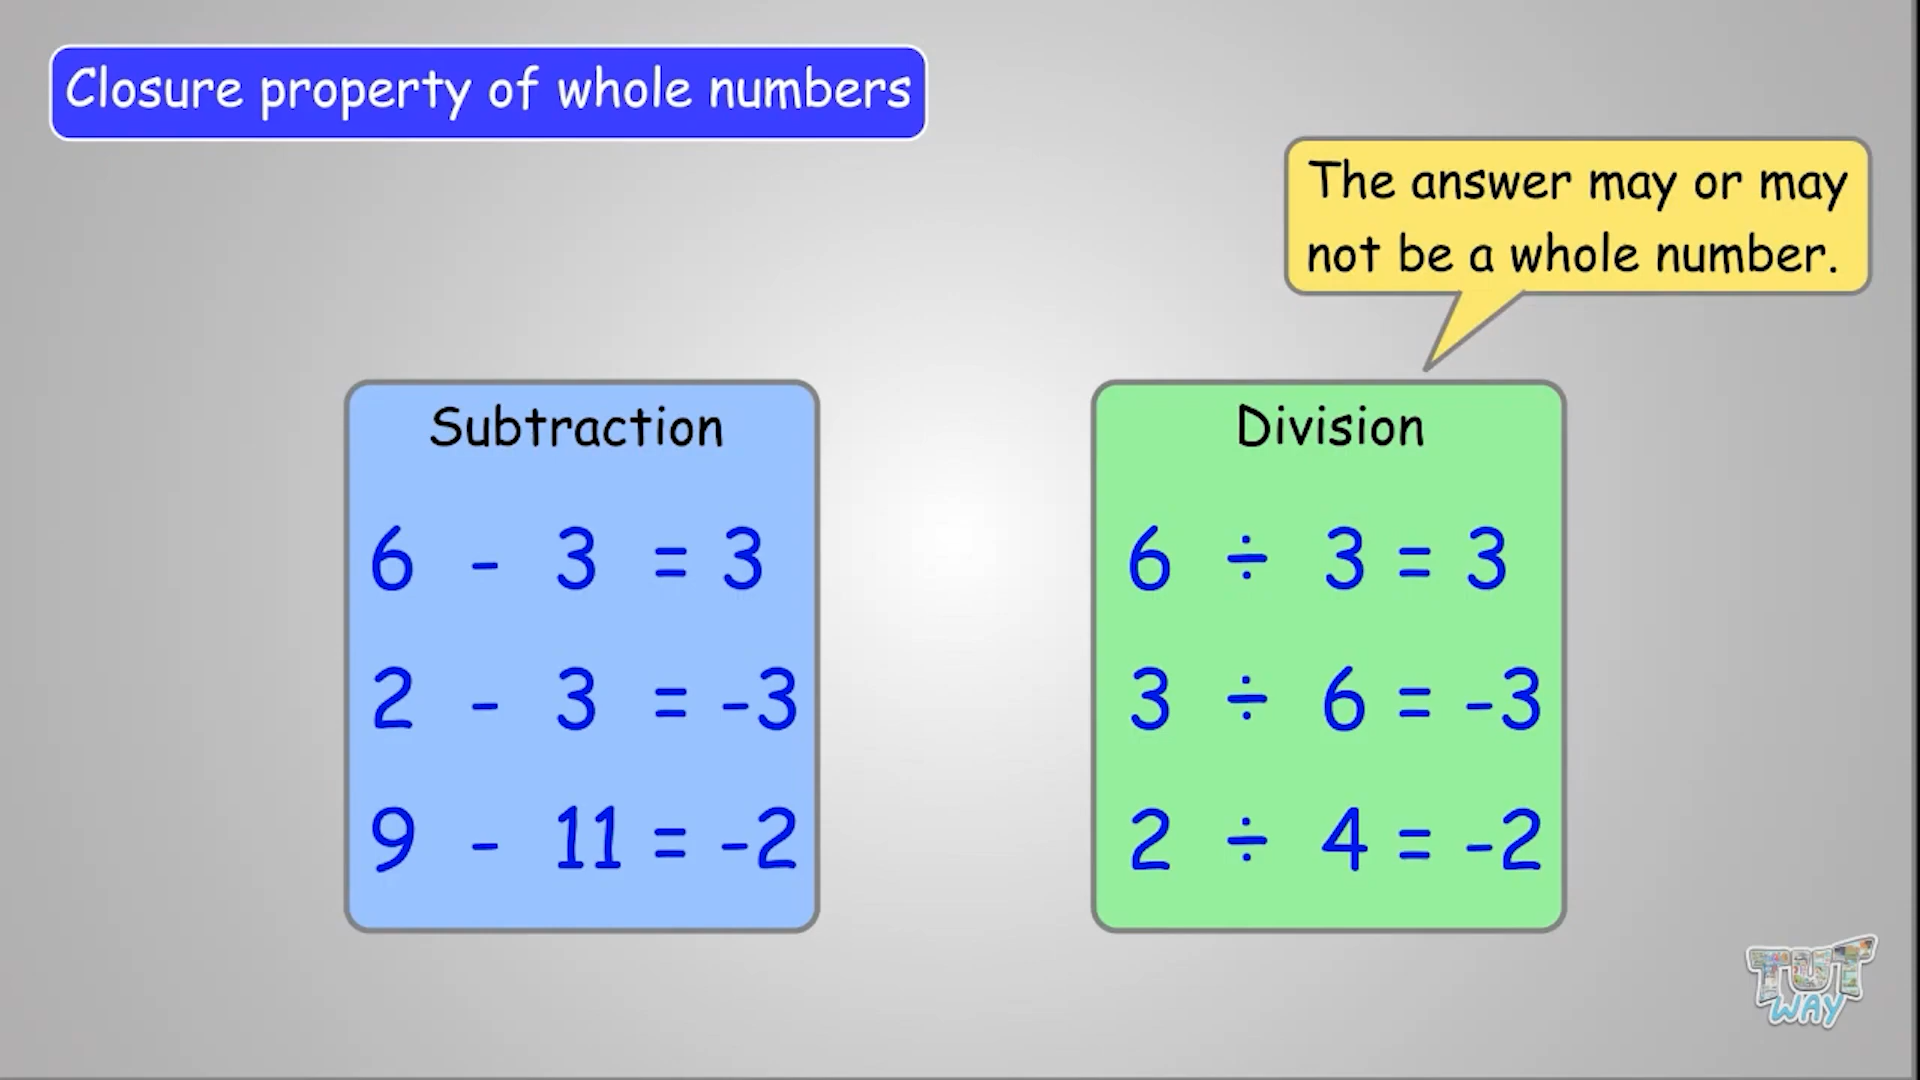 Closure property of whole numbers
The answer may or may
not be a whole number.
Subtraction
6 - 3 = 3
2 - 3 = -3
9 - 11 = -2
Division
6 ÷ 3 = 3
3 ÷ 6 = -3
2 ÷ 4 = -2
TUT
WAY